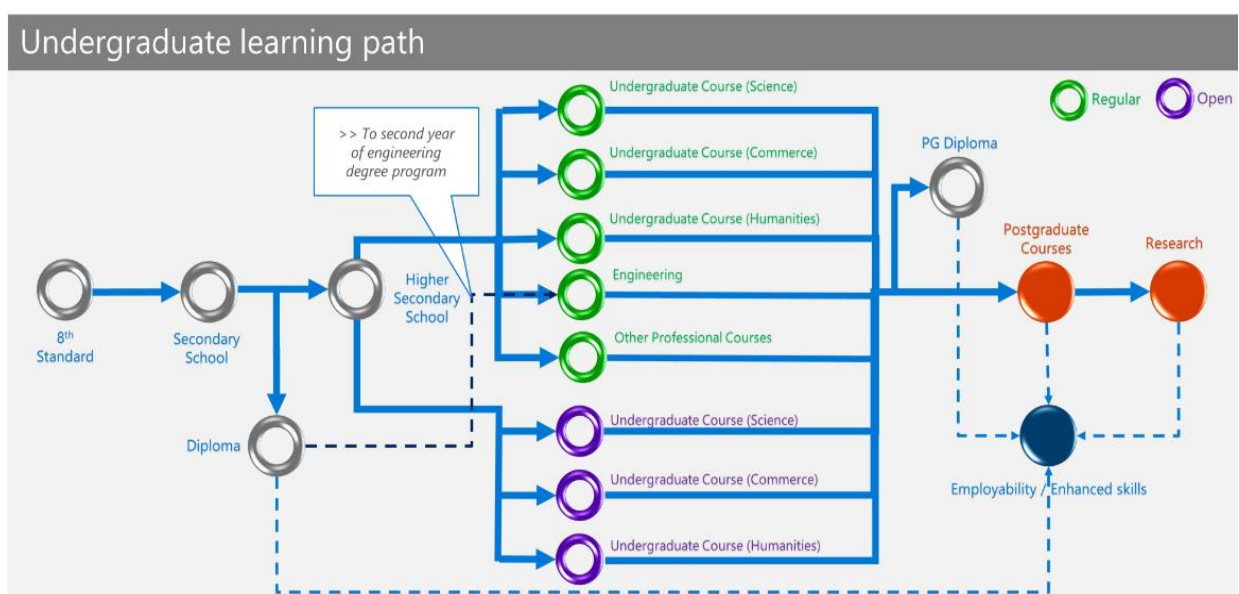 Undergraduate learning path
Regular
Open
>> To second year
of engineering
degree program
Undergraduate Course (Science)
Undergraduate Course (Commerce)
Undergraduate Course (Humanities)
Engineering
Other Professional Courses
Undergraduate Course (Science)
Undergraduate Course (Commerce)
Undergraduate Course (Humanities)
8th
Standard
Secondary
School
Higher
Secondary
School
Diploma
PG Diploma
Postgraduate
Courses
Research
Employability / Enhanced skills